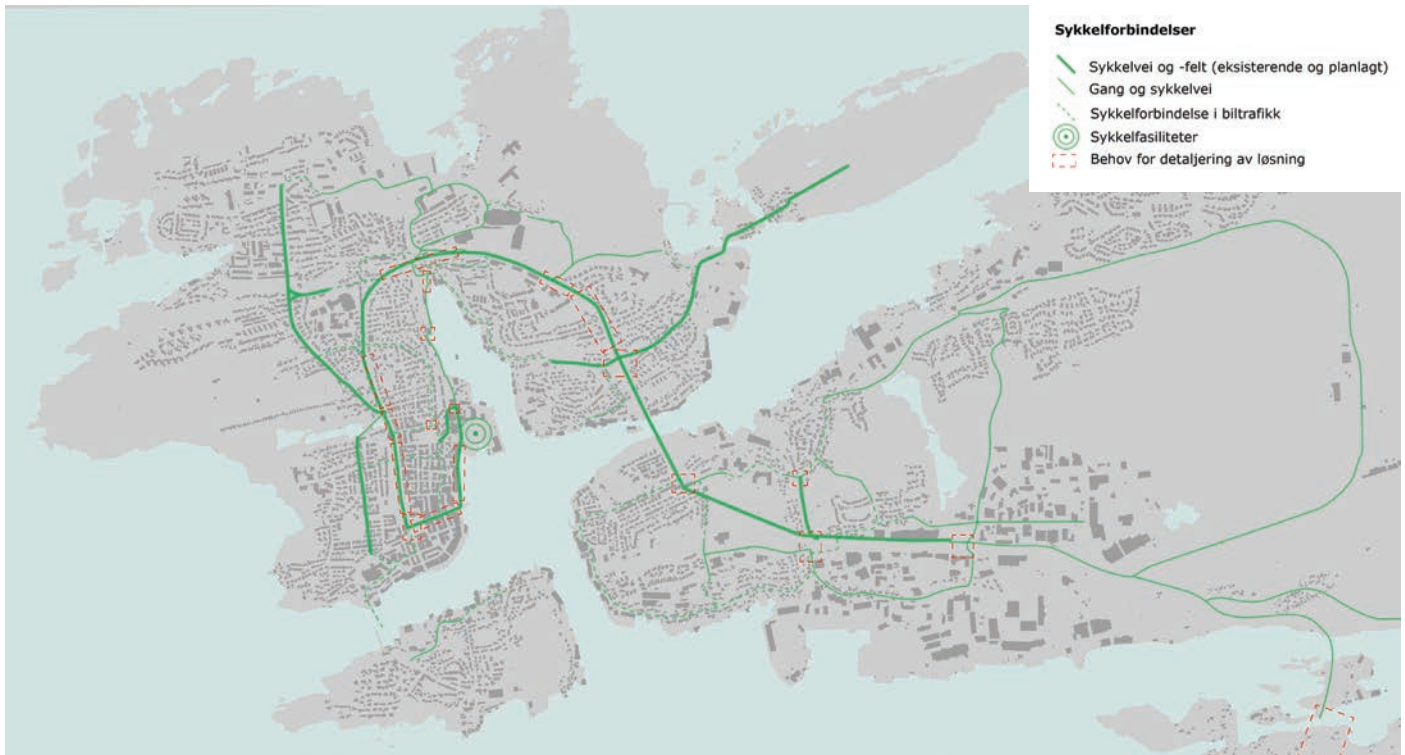 Sykkelforbindelser
Sykkelvei og -felt (eksisterende og planlagt)
Gang og sykkelvei
Sykkelforbindelse i biltrafikk
Sykkelfasiliteter
Behov for detaljering av løsning